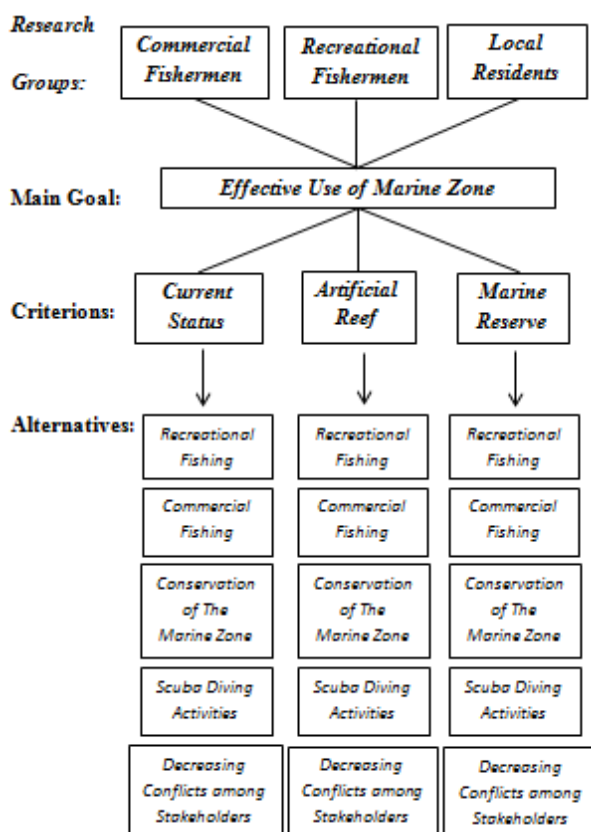 Research
Groups:
Commercial
Fishermen
Recreational
Fishermen
Local
Residents
Main Goal:
Effective Use of Marine Zone
Criterions:
Current
Status
Artificial
Reef
Marine
Reserve
Alternatives:
Recreational
Fishing
Recreational
Fishing
Recreational
Fishing
Commercial
Fishing
Commercial
Fishing
Commercial
Fishing
Conservation
of The
Marine Zone
Conservation
of The
Marine Zone
Conservation
of The
Marine Zone
Scuba Diving
Activities
Scuba Diving
Activities
Scuba Diving
Activities
Decreasing
Conflicts among
Stakeholders
Decreasing
Conflicts among
Stakeholders
Decreasing
Conflicts among
Stakeholders